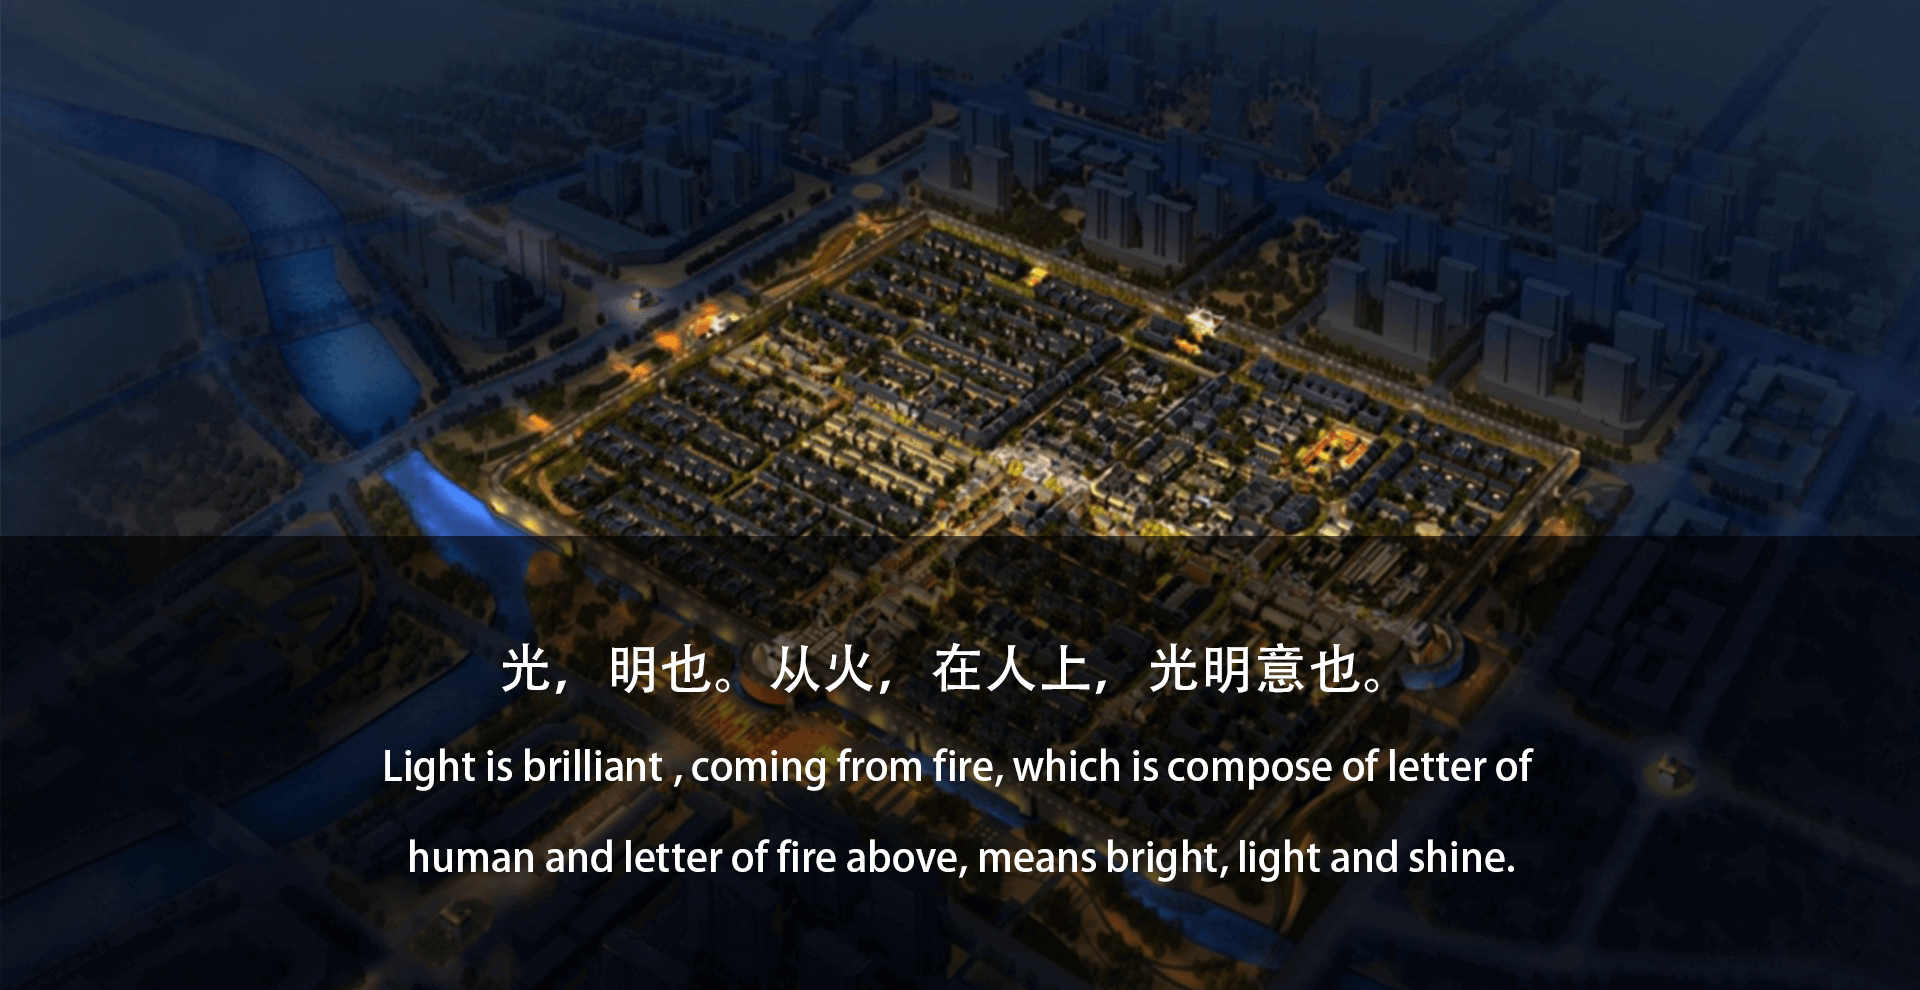 光，明也。从火，在人上，光明意也。
Light is brilliant , coming from fire, which is compose of letter of
human and letter of fire above, means bright, light and shine.